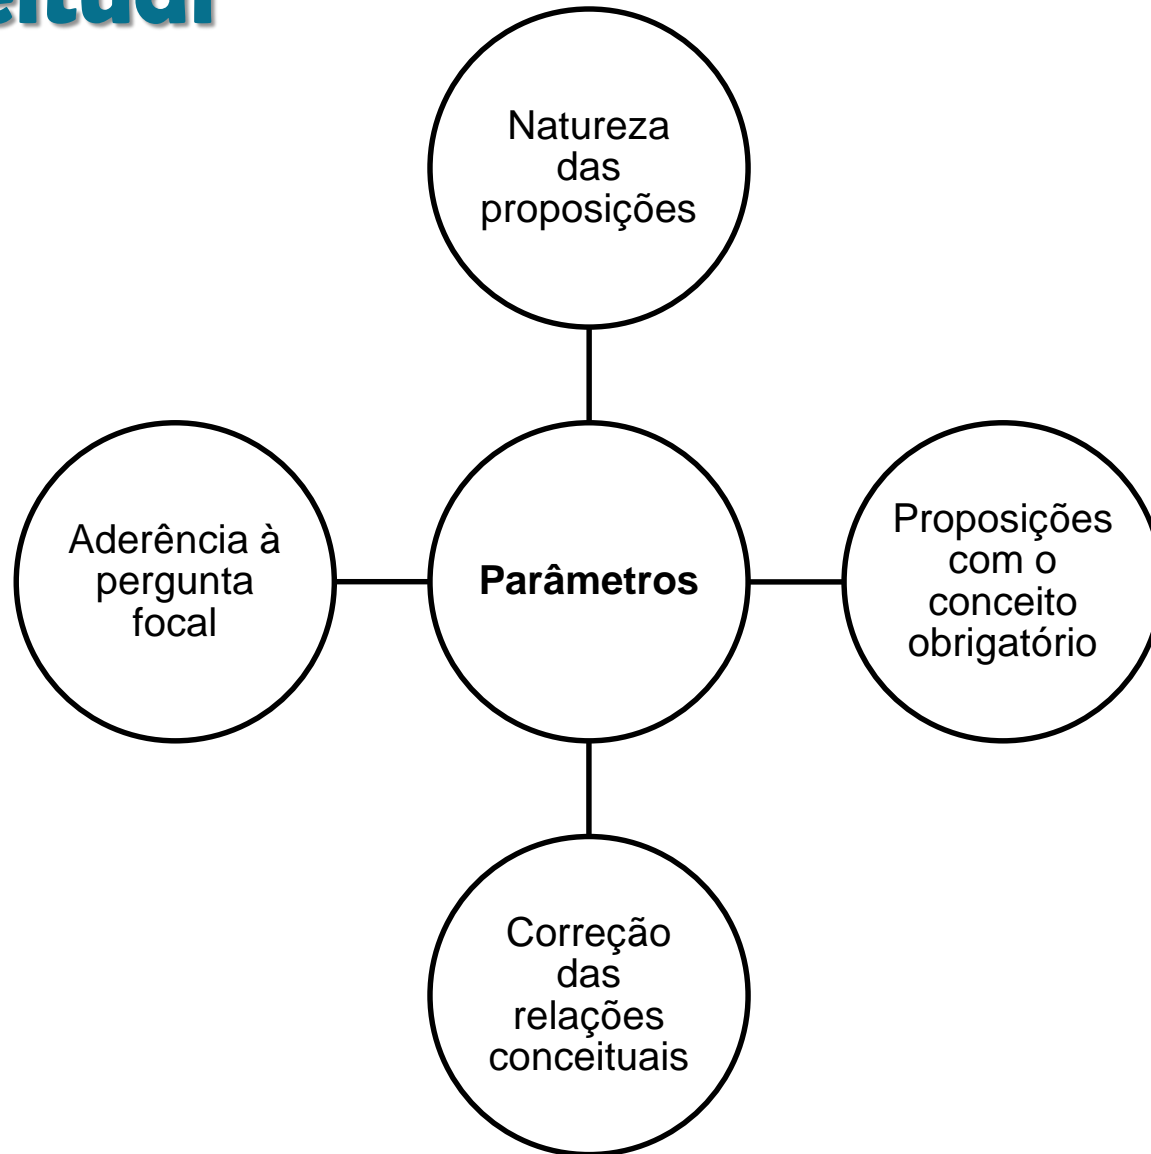 Natureza
das
proposições
Aderência à
pergunta
focal
Parâmetros
Proposições
com o
conceito
obrigatório
Correção
das
relações
conceituais